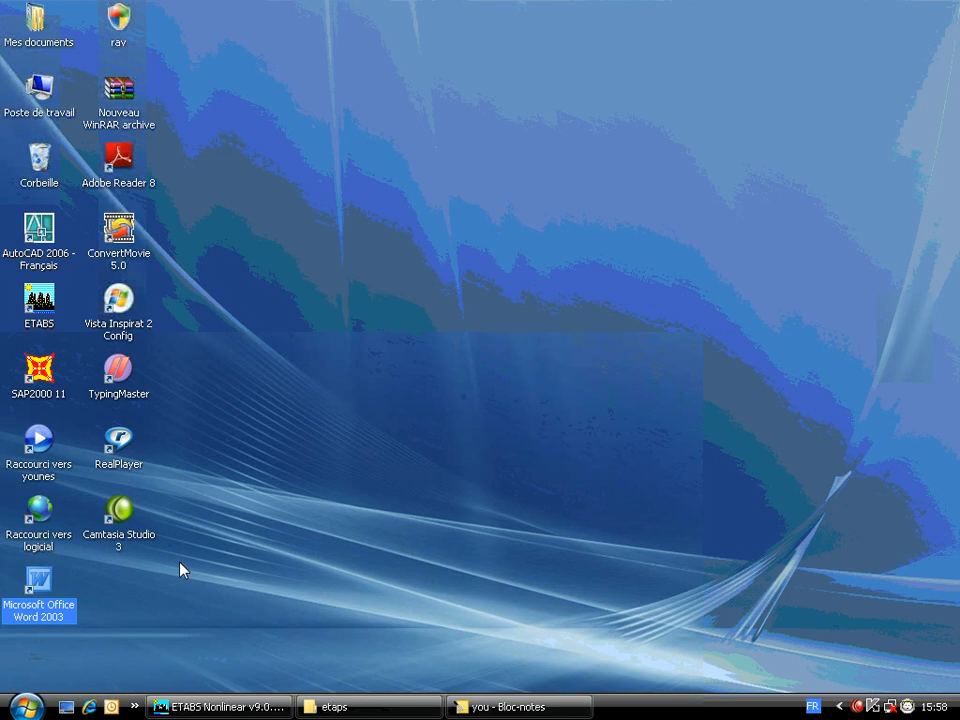 Mes documents
rav
Poste de travail
Nouveau
WinRAR archive
Corbeille
Adobe Reader 8
AutoCAD 2006 -
Français
ConvertMovie
5.0
ETABS
Vista Inspirat 2
Config
SAP2000 11
TypingMaster
Raccourci vers
younes
RealPlayer
Raccourci vers
logicial
Camtasia Studio
3
Microsoft Office
Word 2003
ETABS Nonlinear v9.0....
etaps
you - Bloc-notes
FR
15:58